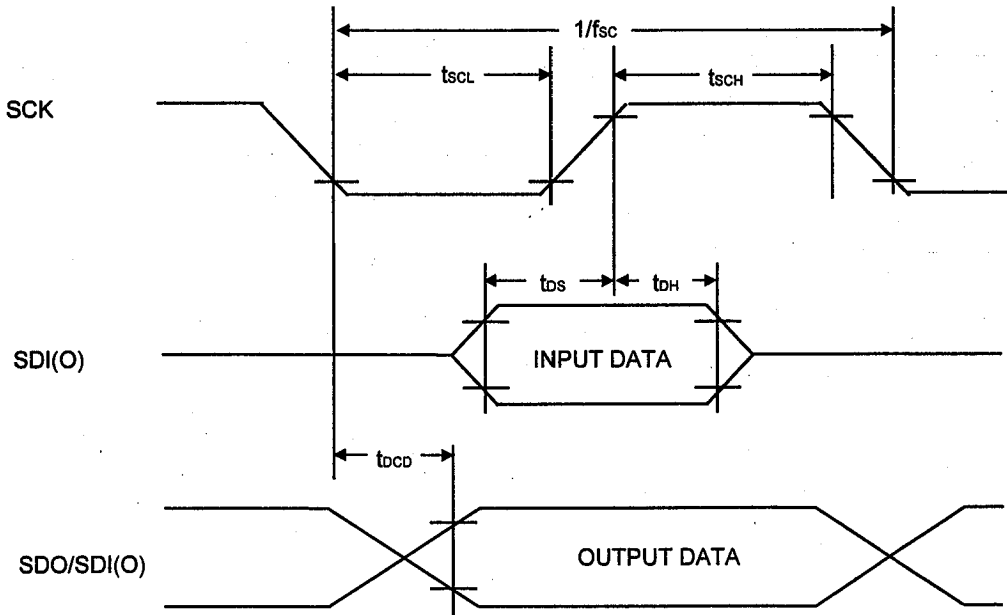 1/fsc
tSCL
tSCH
SCK
tDS
tDH
SDI(O)
INPUT DATA
tDCD
SDO/SDI(O)
OUTPUT DATA